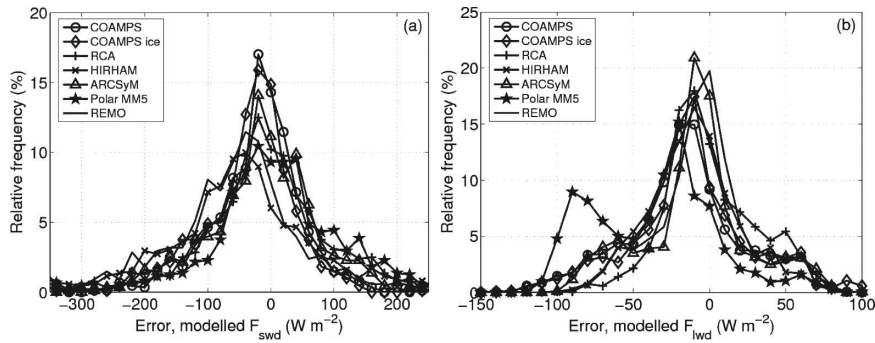 (a)
COAMPS
COAMPS ice
RCA
HIRHAM
ARCSyM
Polar MM5
REMO
Relative frequency (%)
20
15
10
5
0
-300 -200 -100 0 100 200
Error, modelled F_swd (W m⁻²)
(b)
COAMPS
COAMPS ice
RCA
HIRHAM
ARCSyM
Polar MM5
REMO
Relative frequency (%)
25
20
15
10
5
0
-150 -100 -50 0 50 100
Error, modelled F_lwd (W m⁻²)